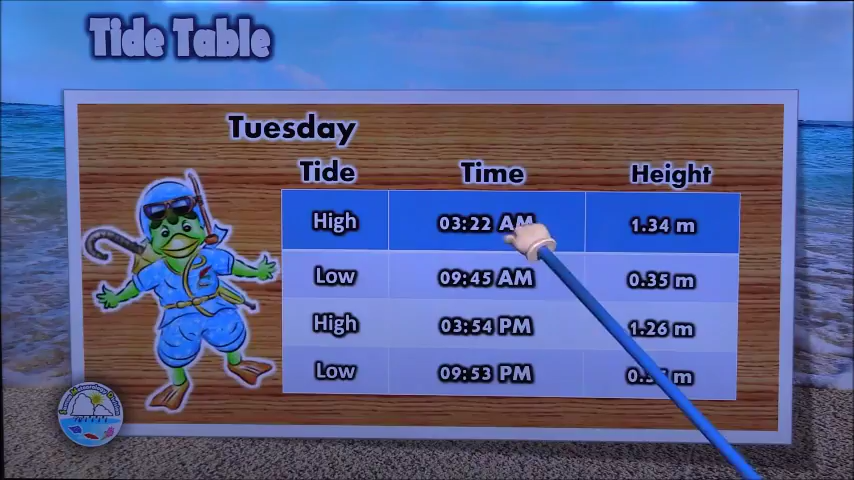 Tide Table
Tuesday
Tide Time Height
High 03:22 AM 1.34 m
Low 09:45 AM 0.35 m
High 03:54 PM 1.26 m
Low 09:53 PM m